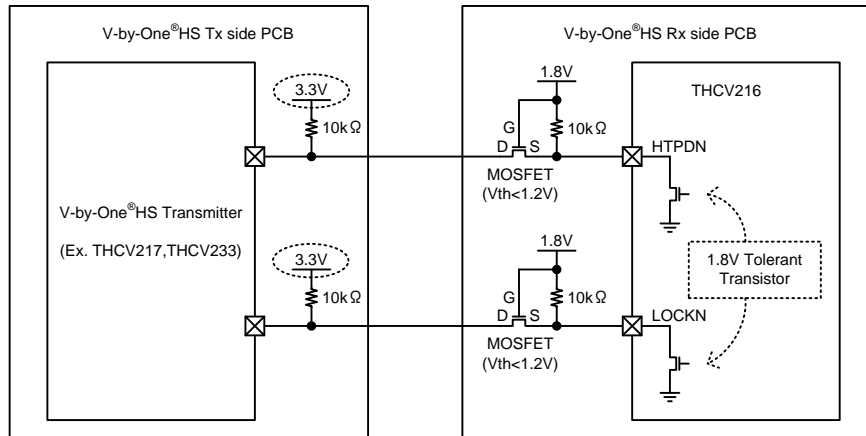 V-by-One®HS Tx side PCB
V-by-One®HS Rx side PCB
3.3V
10kΩ
1.8V
10kΩ
THCV216
G
D S
HTPDN
MOSFET
(Vth<1.2V)
V-by-One®HS Transmitter
(Ex. THCV217,THCV233)
3.3V
10kΩ
1.8V
10kΩ
1.8V Tolerant
Transistor
G
D S
LOCKN
MOSFET
(Vth<1.2V)